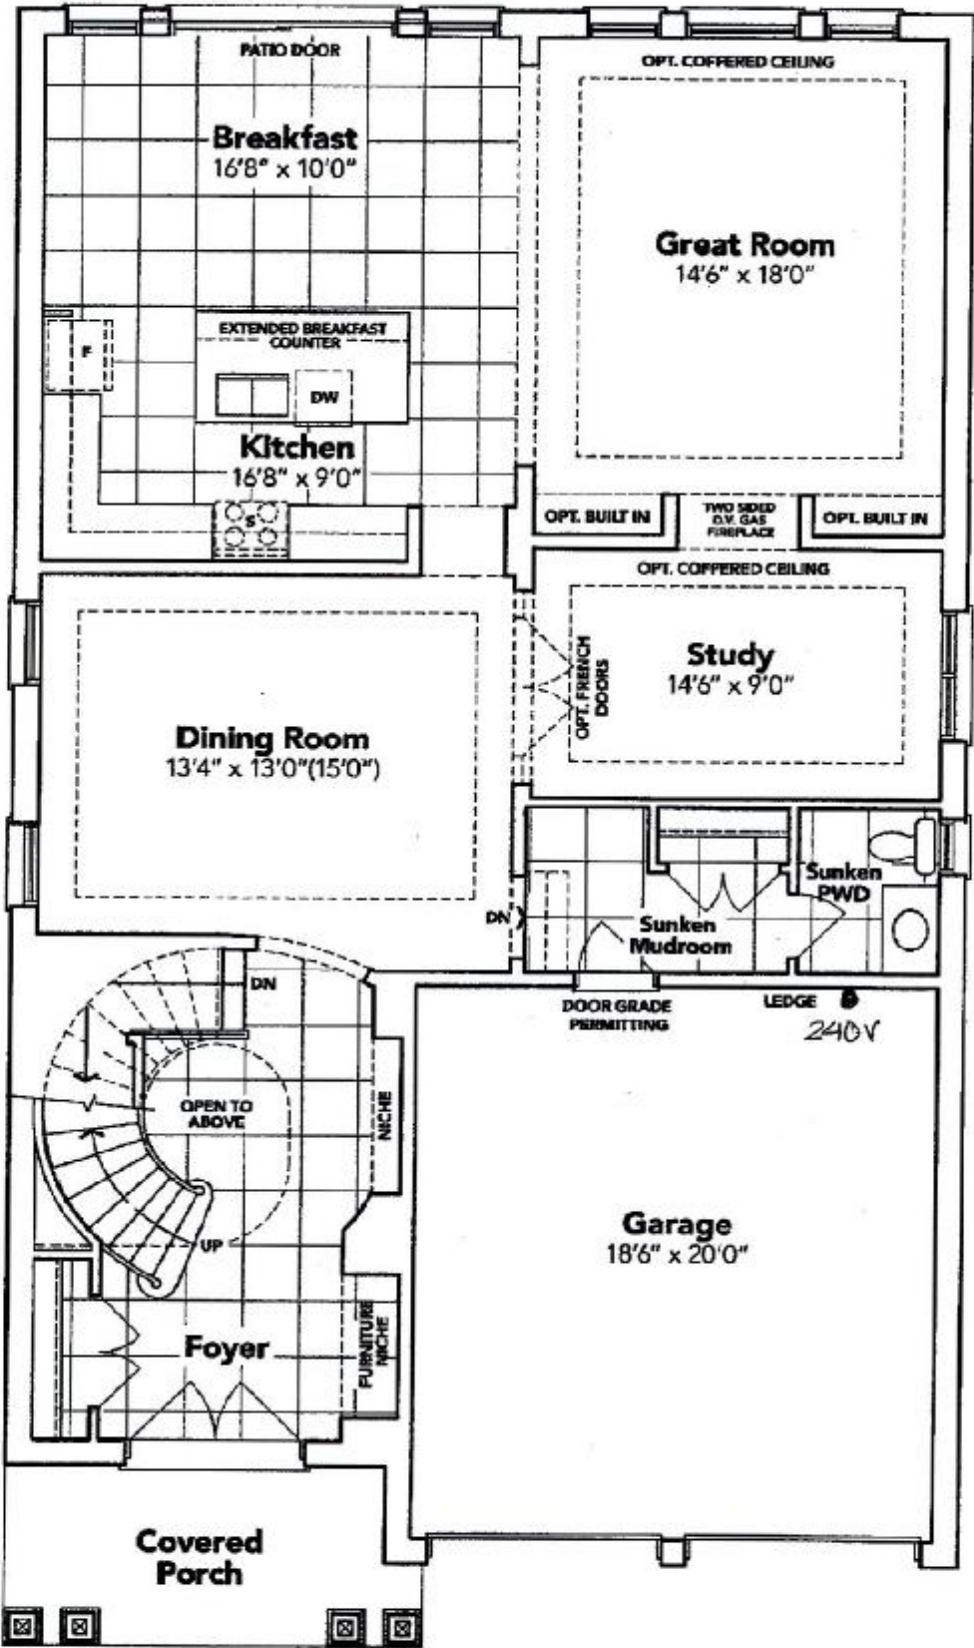 PATIO DOOR
OPT. COFFERED CEILING
Breakfast
16'8" x 10'0"
Great Room
14'6" x 18'0"
EXTENDED BREAKFAST
COUNTER
F
DW
Kitchen
16'8" x 9'0"
S
OPT. BUILT IN
TWO SIDED
D.V. GAS
FIREPLACE
OPT. BUILT IN
OPT. COFFERED CEILING
Study
14'6" x 9'0"
OPT. FRENCH
DOORS
Dining Room
13'4" x 13'0"(15'0")
Sunken
PWD
DN
Sunken
Mudroom
DN
DOOR GRADE
PERMITTING
LEDGE
240V
OPEN TO
ABOVE
NICHE
UP
Garage
18'6" x 20'0"
Foyer
FURNITURE
NICHE
Covered
Porch